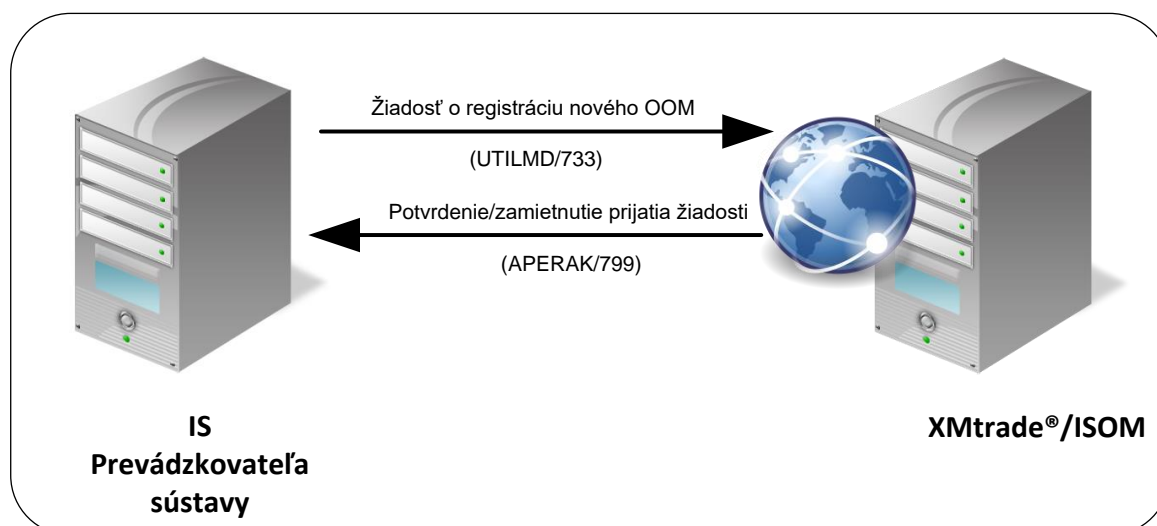 Žiadosť o registráciu nového OOM
(UTILMD/733)
Potvrdenie/zamietnutie prijatia žiadosti
(APERAK/799)
IS
Prevádzkovateľa
sústavy
XMtrade®/ISOM